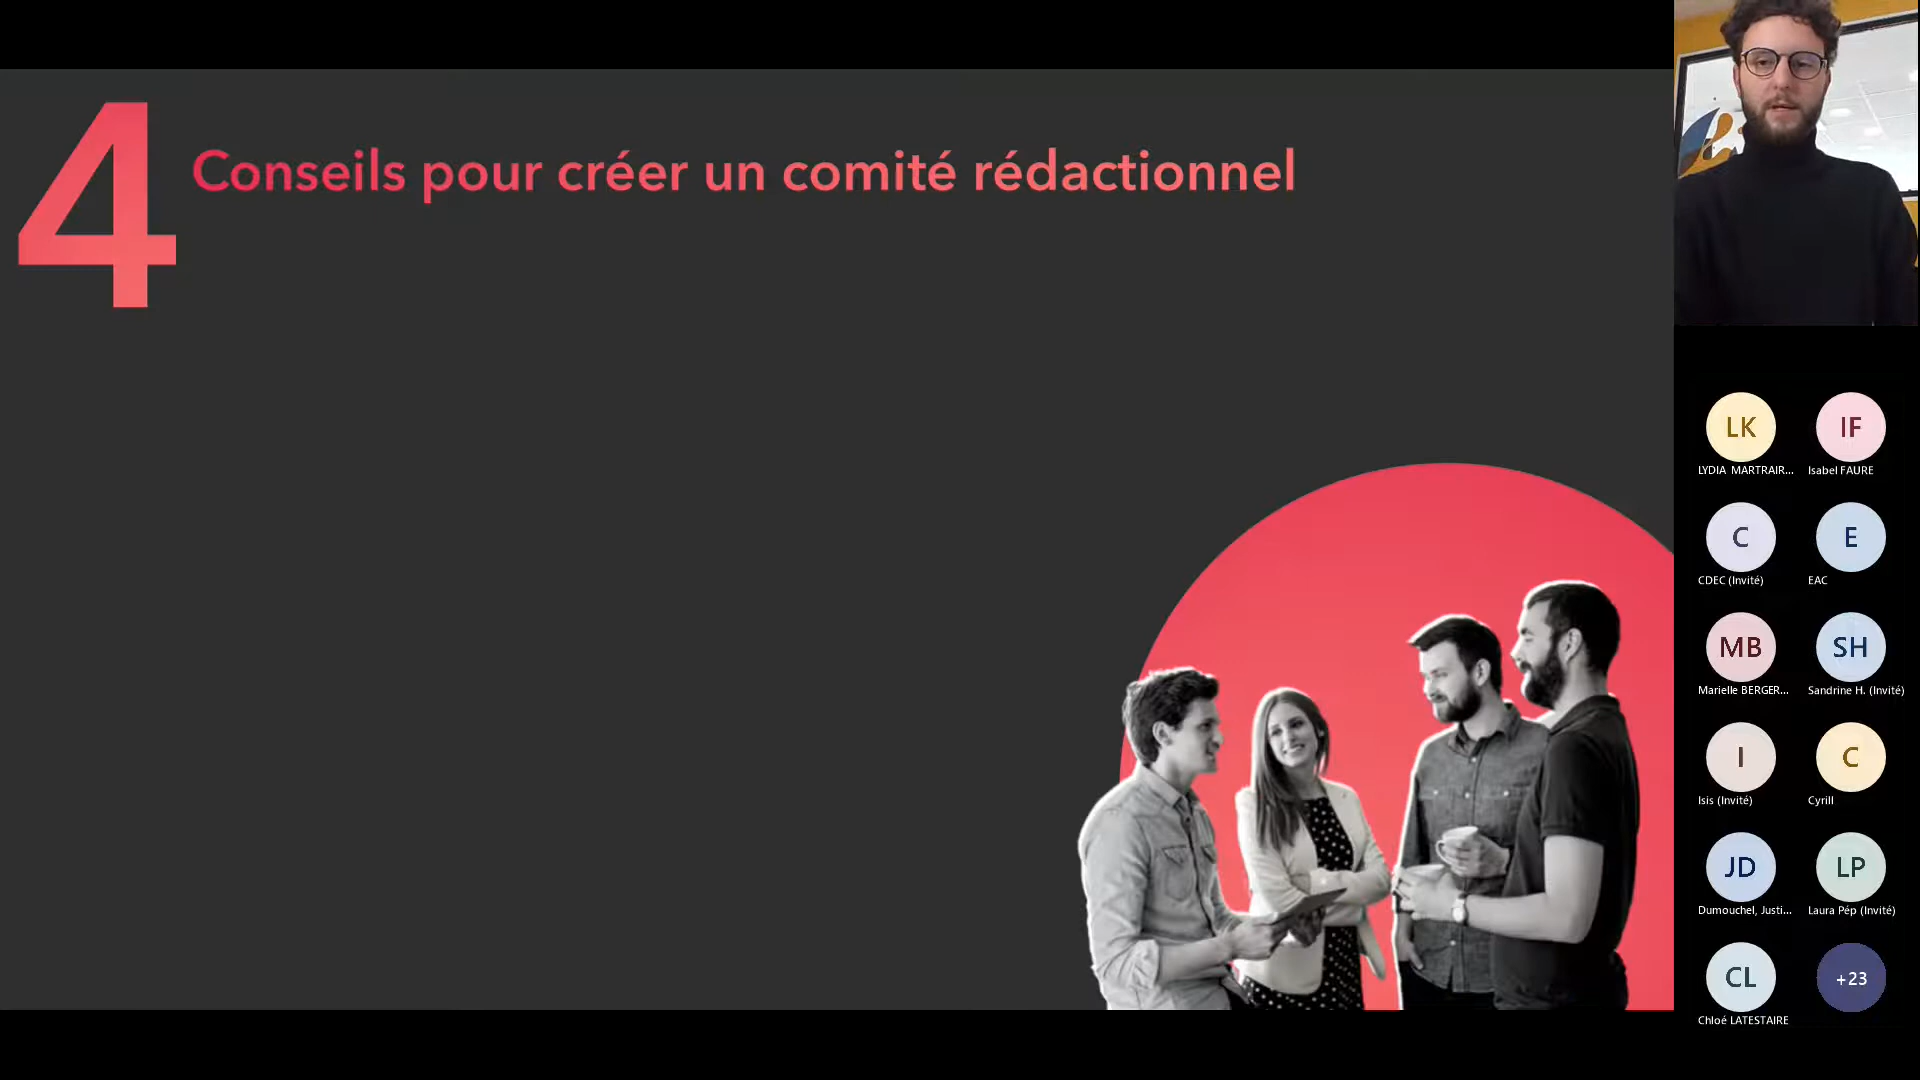 4
Conseils pour créer un comité rédactionnel
LK
IF
LYDIA MARTRAIR...
Isabel FAURE
C
E
CDEC (Invité)
EAC
MB
SH
Marielle BERGER...
Sandrine H. (Invité)
I
C
Isis (Invité)
Cyrill
JD
LP
Dumouchel, Justi...
Laura Pép (Invité)
CL
+23
Chloé LATESTAIRE